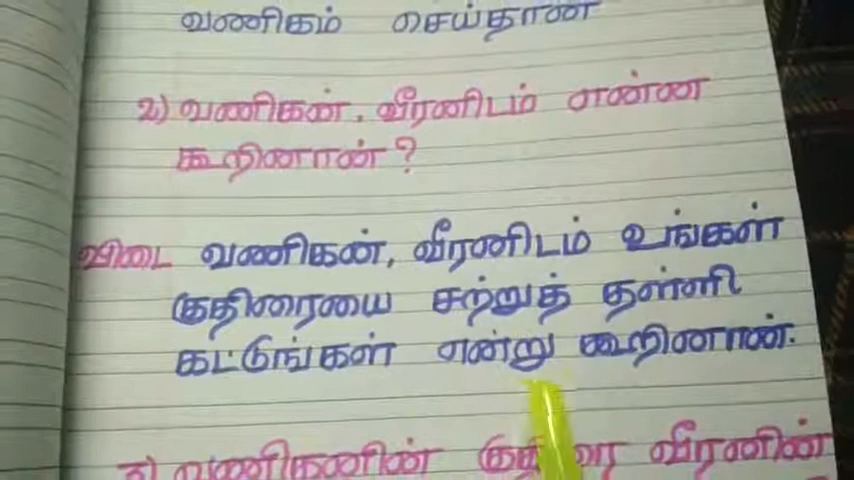 வணிகம் செய்தான்
2) வணிகன், வீரனிடம் என்ன
கூறினான்?
விடை வணிகன், வீரனிடம் உங்கள்
குதிரையை சற்றுத் தள்ளி
கட்டுங்கள் என்று கூறினான்.
3) வணிகனின் வீரனின்